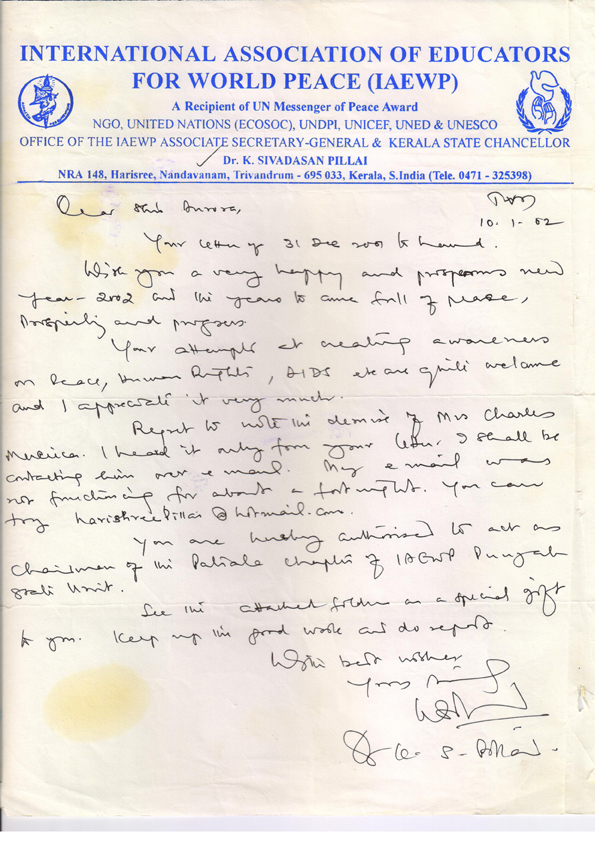 INTERNATIONAL ASSOCIATION OF EDUCATORS
FOR WORLD PEACE (IAEWP)
A Recipient of UN Messenger of Peace Award
NGO, UNITED NATIONS (ECOSOC), UNDPI, UNICEF, UNED & UNESCO
OFFICE OF THE IAEWP ASSOCIATE SECRETARY-GENERAL & KERALA STATE CHANCELLOR
Dr. K. SIVADASAN PILLAI
NRA 148, Harisree, Nandavanam, Trivandrum - 695 033, Kerala, S.India (Tele. 0471 - 325398)
Dear Shri Aurora,
10.1.02
Your letter of 31 Dec 2001 to hand.
Wish you a very happy and prosperous new
year - 2002 and the years to come full of peace,
prosperity and progress
Your attempts at creating awareness
on Peace, Human Rights, AIDS etc are quite welcome
and I appreciate it very much.
Regret to note the demise of Mrs Charles
Mercieca. I heard it only from your letter. I shall be
contacting him over e mail. My e mail was
not functioning for about a fortnight. You can
try harishreepillai@hotmail.com.
You are hereby authorised to act as
Chairman of the Patiala Chapter of IAEWP Punjab
State Unit.
See the attached folder as a special gift
to you. Keep up the good work and do report.
With best wishes
Yours
Dr K. S. Pillai.